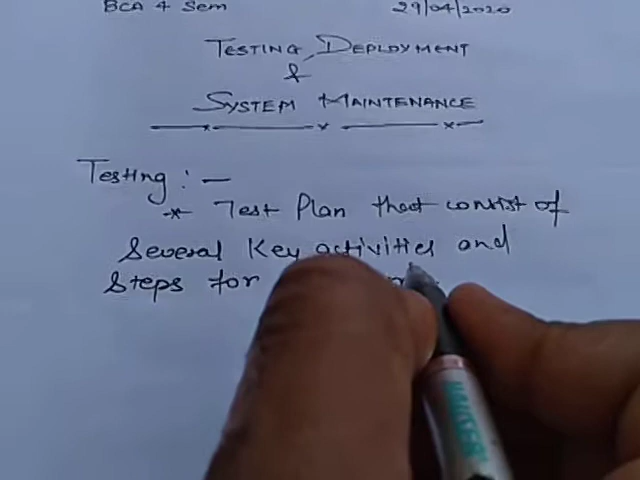 BCA 4 Sem 29/04/2020
TESTING, DEPLOYMENT
&
SYSTEM MAINTENANCE
Testing : —
* Test Plan that consist of
Several Key activities and
Steps for